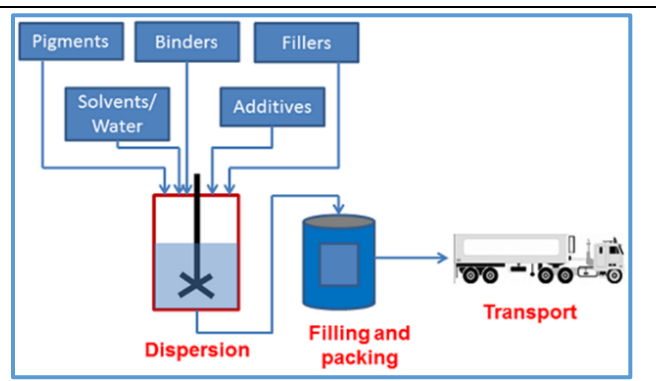 Pigments
Binders
Fillers
Solvents/
Water
Additives
Dispersion
Filling and
packing
Transport